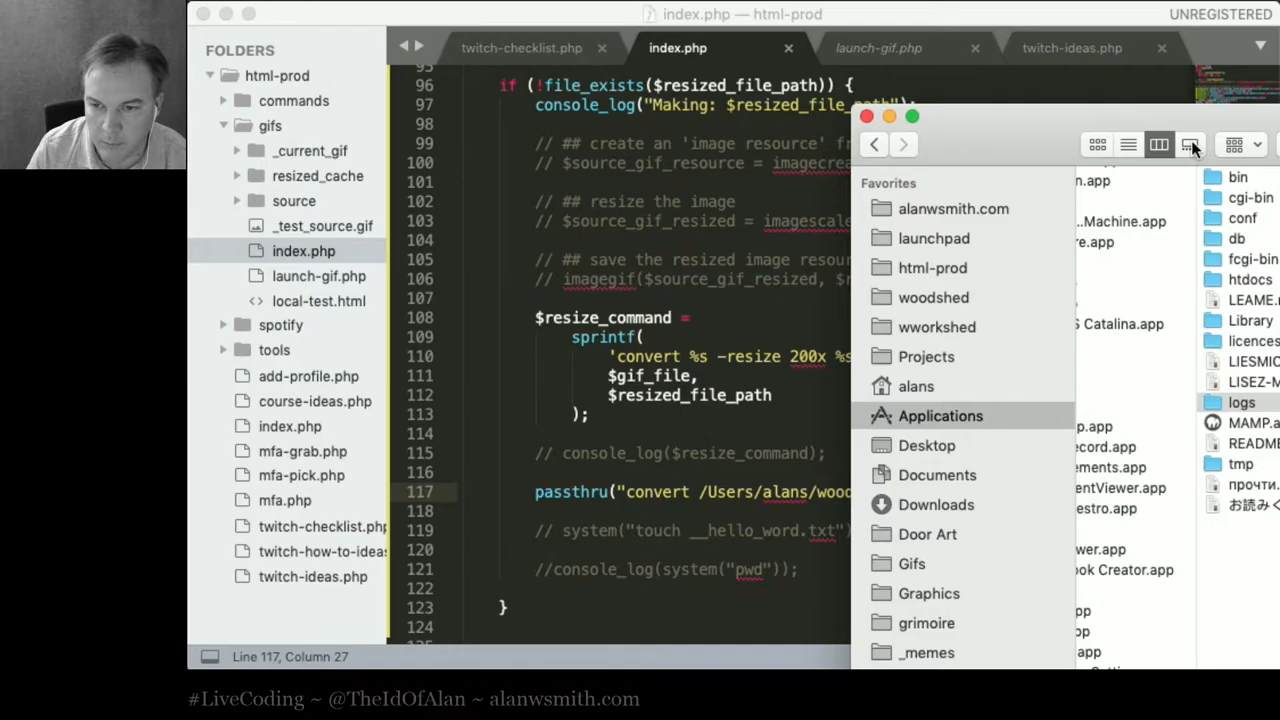 index.php — html-prod
UNREGISTERED
FOLDERS
html-prod
commands
gifs
_current_gif
resized_cache
source
_test_source.gif
index.php
launch-gif.php
local-test.html
spotify
tools
add-profile.php
course-ideas.php
index.php
mfa-grab.php
mfa-pick.php
mfa.php
twitch-checklist.php
twitch-how-to-ideas
twitch-ideas.php
twitch-checklist.php
index.php
launch-gif.php
twitch-ideas.php
95
96 if (!file_exists($resized_file_path)) {
97 console_log("Making: $resized_file_path");
98
99 // ## create an 'image resource' f
100 // $source_gif_resource = imagecrea
101
102 // ## resize the image
103 // $source_gif_resized = imagescale
104
105 // ## save the resized image resour
106 // imagegif($source_gif_resized, $r
107
108 $resize_command =
109 sprintf(
110 'convert %s -resize 200x %s
111 $gif_file,
112 $resized_file_path
113 );
114
115 // console_log($resize_command);
116
117 passthru("convert /Users/alans/wood
118
119 // system("touch __hello_word.txt")
120
121 //console_log(system("pwd"));
122
123 }
124
Line 117, Column 27
Favorites
alanwsmith.com
launchpad
html-prod
woodshed
wworkshed
Projects
alans
Applications
Desktop
Documents
Downloads
Door Art
Gifs
Graphics
grimoire
_memes
n.app
...Machine.app
re.app
S Catalina.app
p.app
cord.app
ements.app
entViewer.app
estro.app
wer.app
ook Creator.app
pp
p
app
bin
cgi-bin
conf
db
fcgi-bin
htdocs
LEAME.r
Library
licences
LIESMIC
LISEZ-M
logs
MAMP.a
README
tmp
прочти.
お読みく
#LiveCoding ~ @TheIdOfAlan ~ alanwsmith.com